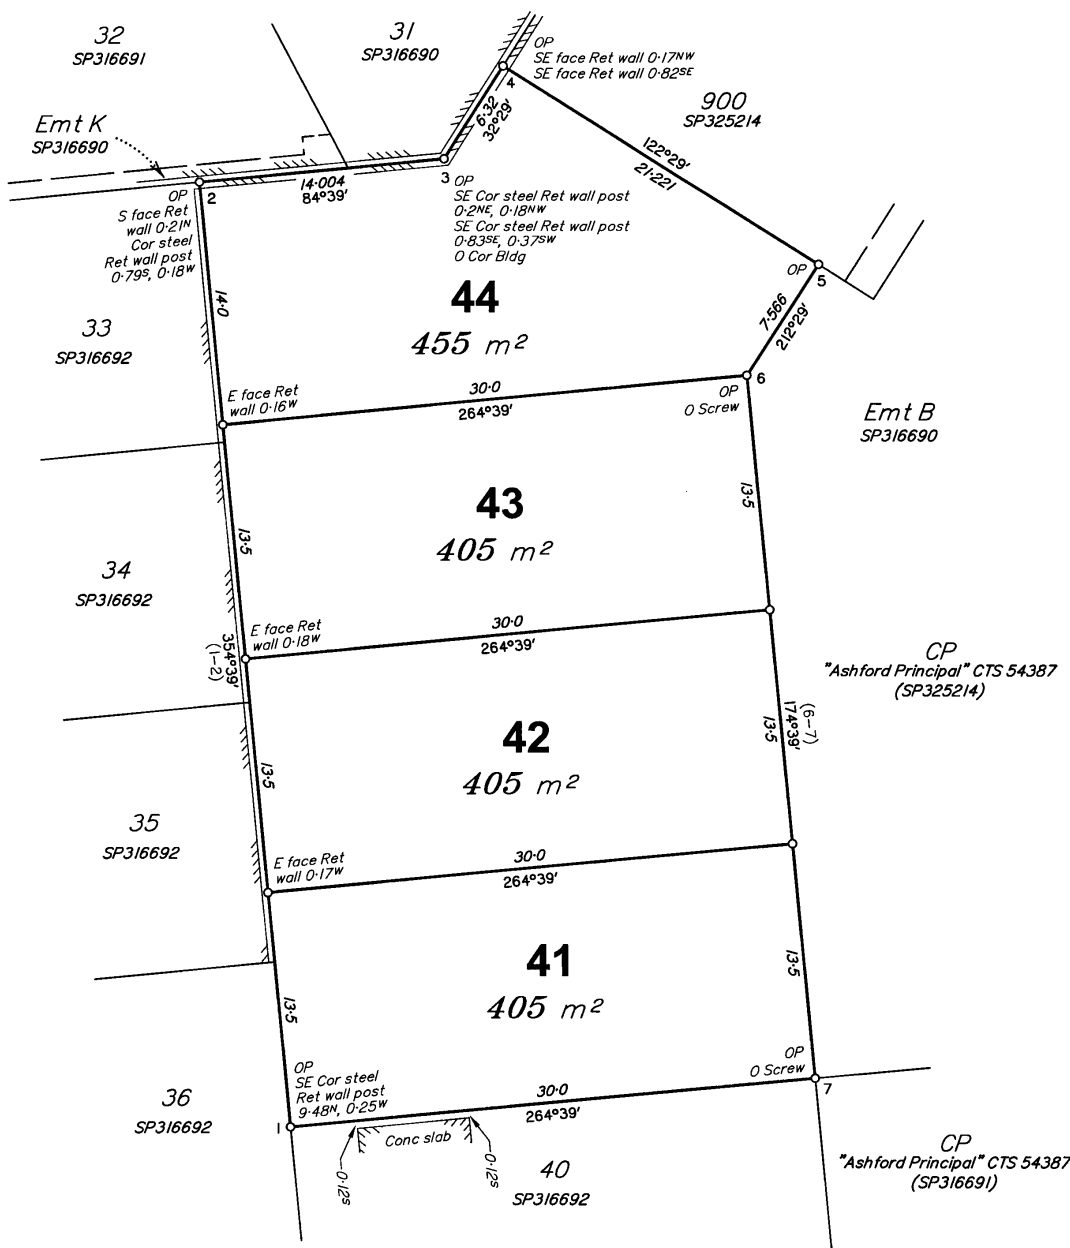 32
SP316691
31
SP316690
OP
SE face Ret wall 0·17NW
SE face Ret wall 0·82SE
4
900
SP325214
Emt K
SP316690
6·32
32°29'
122°29'
21·221
14·004
84°39'
2
3
OP
S face Ret
wall 0·21N
Cor steel
Ret wall post
0·79S, 0·18W
OP
SE Cor steel Ret wall post
0·2NE, 0·18NW
SE Cor steel Ret wall post
0·83SE, 0·37SW
O Cor Bldg
OP
5
14·0
44
455 m²
7·566
212°29'
33
SP316692
E face Ret
wall 0·16W
30·0
264°39'
6
OP
O Screw
Emt B
SP316690
13·5
43
405 m²
13·5
34
SP316692
E face Ret
wall 0·18W
30·0
264°39'
354°39'
(1-2)
CP
"Ashford Principal" CTS 54387
(SP325214)
13·5
42
405 m²
13·5
174°39'
(6-7)
35
SP316692
E face Ret
wall 0·17W
30·0
264°39'
13·5
41
405 m²
13·5
36
SP316692
OP
SE Cor steel
Ret wall post
9·48N, 0·25W
1
30·0
264°39'
OP
O Screw
7
Conc slab
0·12S
0·12S
40
SP316692
CP
"Ashford Principal" CTS 54387
(SP316691)